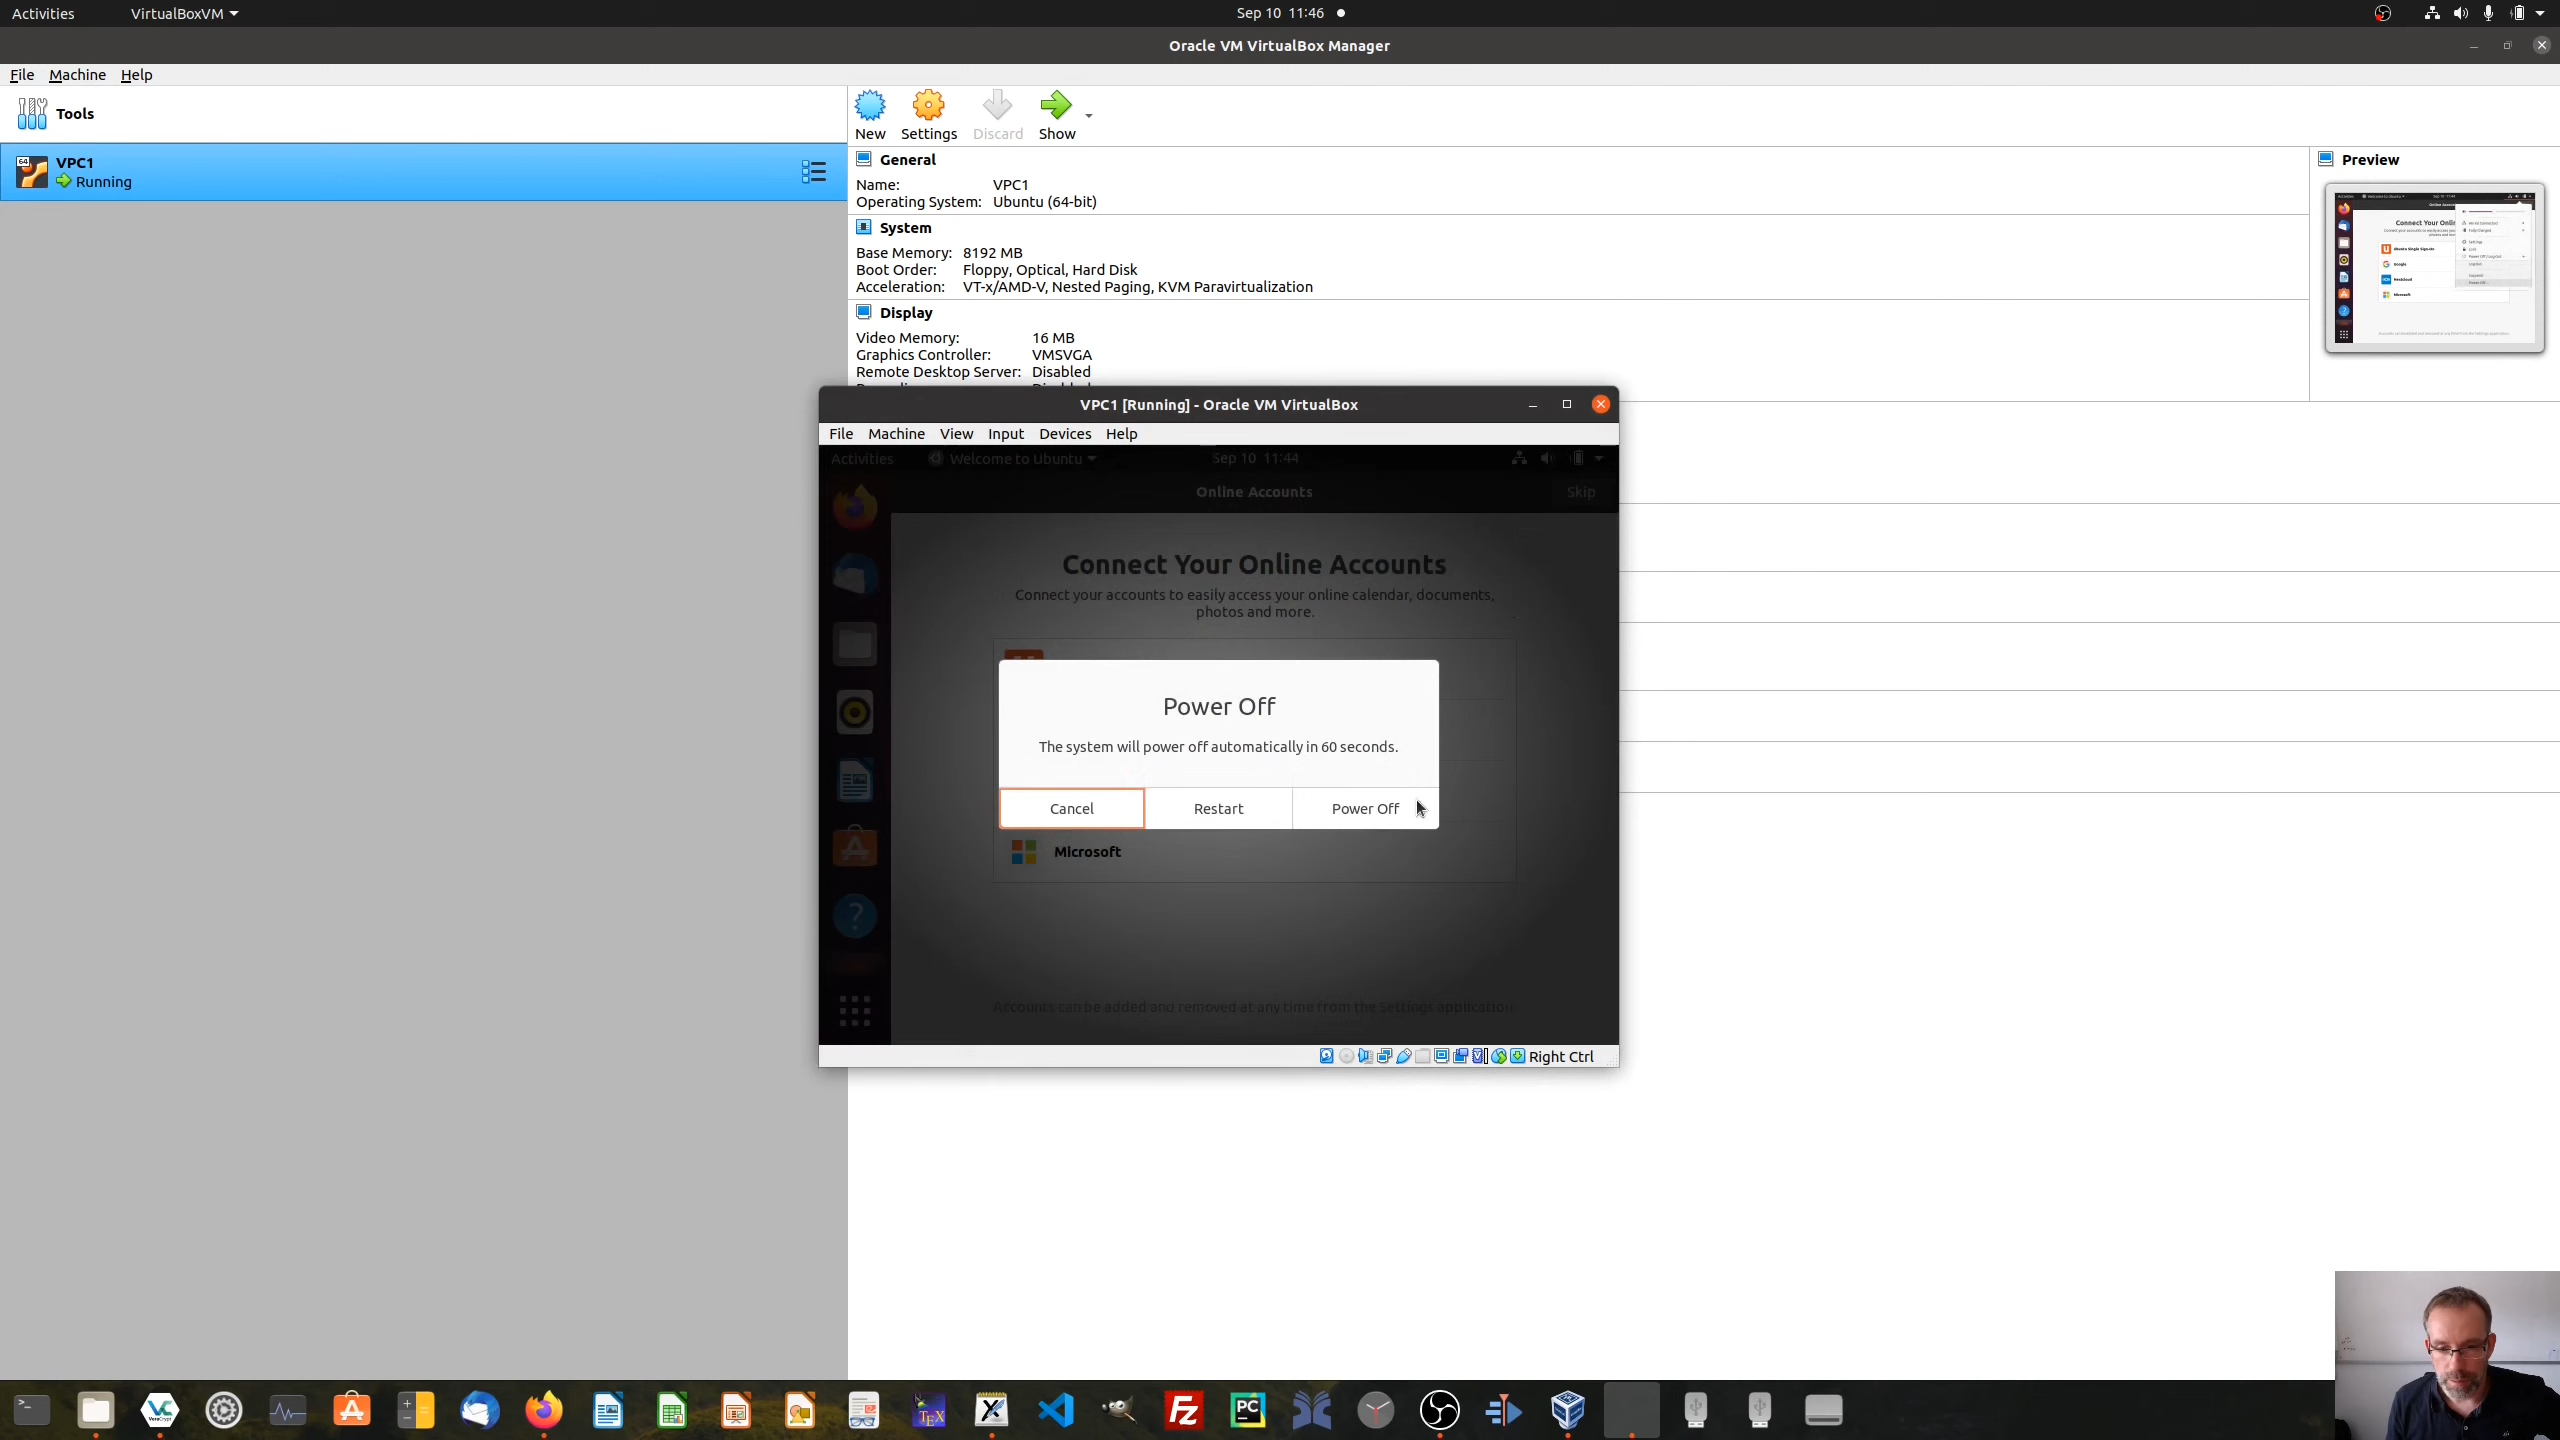 Activities
VirtualBoxVM
Sep 10 11:46
Oracle VM VirtualBox Manager
File Machine Help
Tools
New Settings Discard Show
64 VPC1
Running
General
Name: VPC1
Operating System: Ubuntu (64-bit)
System
Base Memory: 8192 MB
Boot Order: Floppy, Optical, Hard Disk
Acceleration: VT-x/AMD-V, Nested Paging, KVM Paravirtualization
Display
Video Memory: 16 MB
Graphics Controller: VMSVGA
Remote Desktop Server: Disabled
Preview
VPC1 [Running] - Oracle VM VirtualBox
File Machine View Input Devices Help
Activities Welcome to Ubuntu Sep 10 11:44
Online Accounts Skip
Connect Your Online Accounts
Connect your accounts to easily access your online calendar, documents,
photos and more.
Power Off
The system will power off automatically in 60 seconds.
Cancel Restart Power Off
Microsoft
Accounts can be added and removed at any time from the Settings application
Right Ctrl